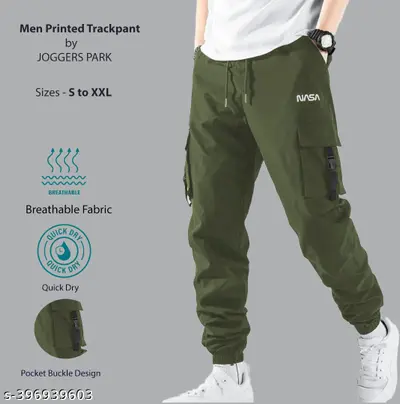 Men Printed Trackpant
by
JOGGERS PARK
Sizes - S to XXL
NASA
BREATHABLE
Breathable Fabric
QUICK DRY
QUICK DRY
Quick Dry
Pocket Buckle Design
s-396939603